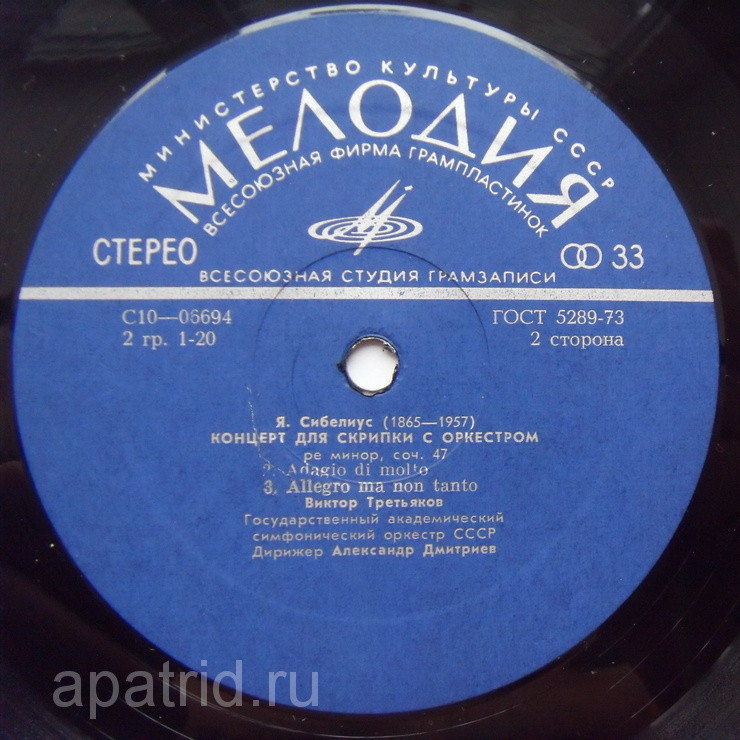 МИНИСТЕРСТВО КУЛЬТУРЫ СССР
МЕЛОДИЯ
ВСЕСОЮЗНАЯ ФИРМА ГРАМПЛАСТИНОК
СТЕРЕО
33
ВСЕСОЮЗНАЯ СТУДИЯ ГРАМЗАПИСИ
С10—06694
ГОСТ 5289-73
2 гр. 1-20
2 сторона
Я. Сибелиус (1865—1957)
КОНЦЕРТ ДЛЯ СКРИПКИ С ОРКЕСТРОМ
ре минор, соч. 47
2. Adagio di molto
3. Allegro ma non tanto
Виктор Третьяков
Государственный академический
симфонический оркестр СССР
Дирижер Александр Дмитриев
apatrid.ru